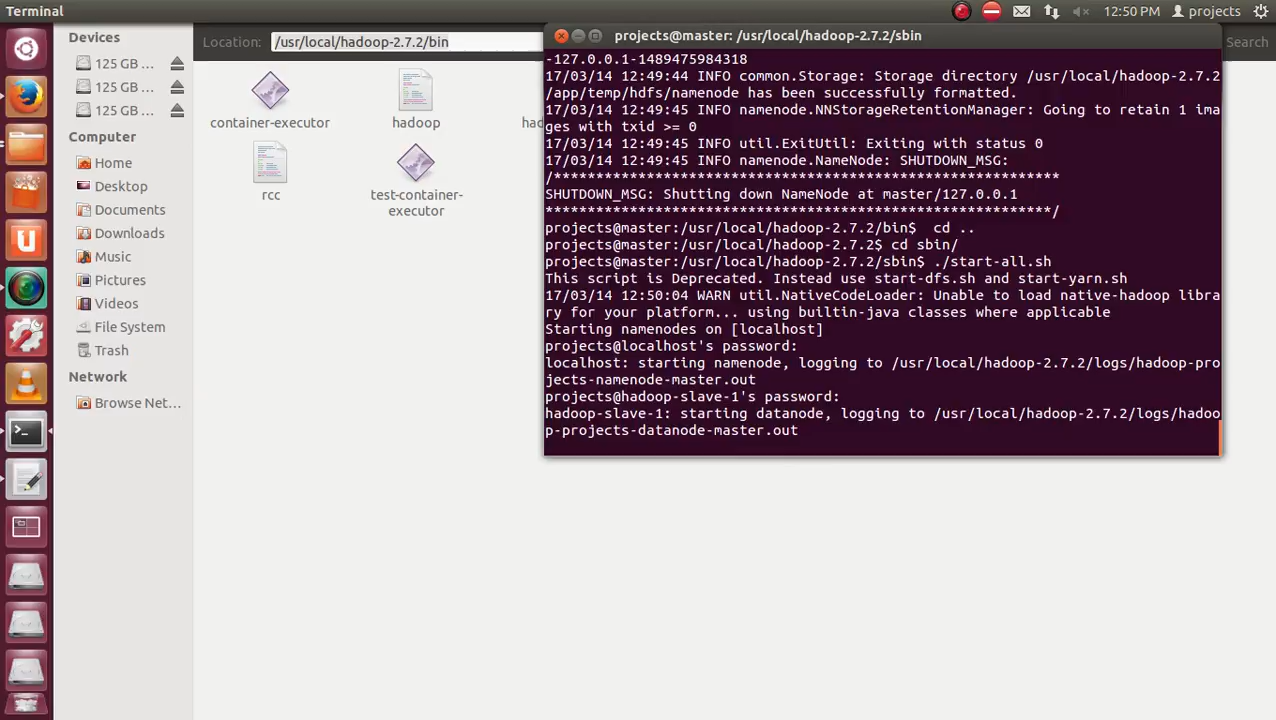 Terminal
12:50 PM
projects
Devices
125 GB ...
125 GB ...
125 GB ...
Computer
Home
Desktop
Documents
Downloads
Music
Pictures
Videos
File System
Trash
Network
Browse Net...
Location: /usr/local/hadoop-2.7.2/bin
Search
container-executor
hadoop
rcc
test-container-
executor
projects@master: /usr/local/hadoop-2.7.2/sbin
-127.0.0.1-1489475984318
17/03/14 12:49:44 INFO common.Storage: Storage directory /usr/local/hadoop-2.7.2
/app/temp/hdfs/namenode has been successfully formatted.
17/03/14 12:49:45 INFO namenode.NNStorageRetentionManager: Going to retain 1 ima
ges with txid >= 0
17/03/14 12:49:45 INFO util.ExitUtil: Exiting with status 0
17/03/14 12:49:45 INFO namenode.NameNode: SHUTDOWN_MSG:
/************************************************************
SHUTDOWN_MSG: Shutting down NameNode at master/127.0.0.1
************************************************************/
projects@master:/usr/local/hadoop-2.7.2/bin$  cd ..
projects@master:/usr/local/hadoop-2.7.2$ cd sbin/
projects@master:/usr/local/hadoop-2.7.2/sbin$ ./start-all.sh
This script is Deprecated. Instead use start-dfs.sh and start-yarn.sh
17/03/14 12:50:04 WARN util.NativeCodeLoader: Unable to load native-hadoop libra
ry for your platform... using builtin-java classes where applicable
Starting namenodes on [localhost]
projects@localhost's password:
localhost: starting namenode, logging to /usr/local/hadoop-2.7.2/logs/hadoop-pro
jects-namenode-master.out
projects@hadoop-slave-1's password:
hadoop-slave-1: starting datanode, logging to /usr/local/hadoop-2.7.2/logs/hadoo
p-projects-datanode-master.out